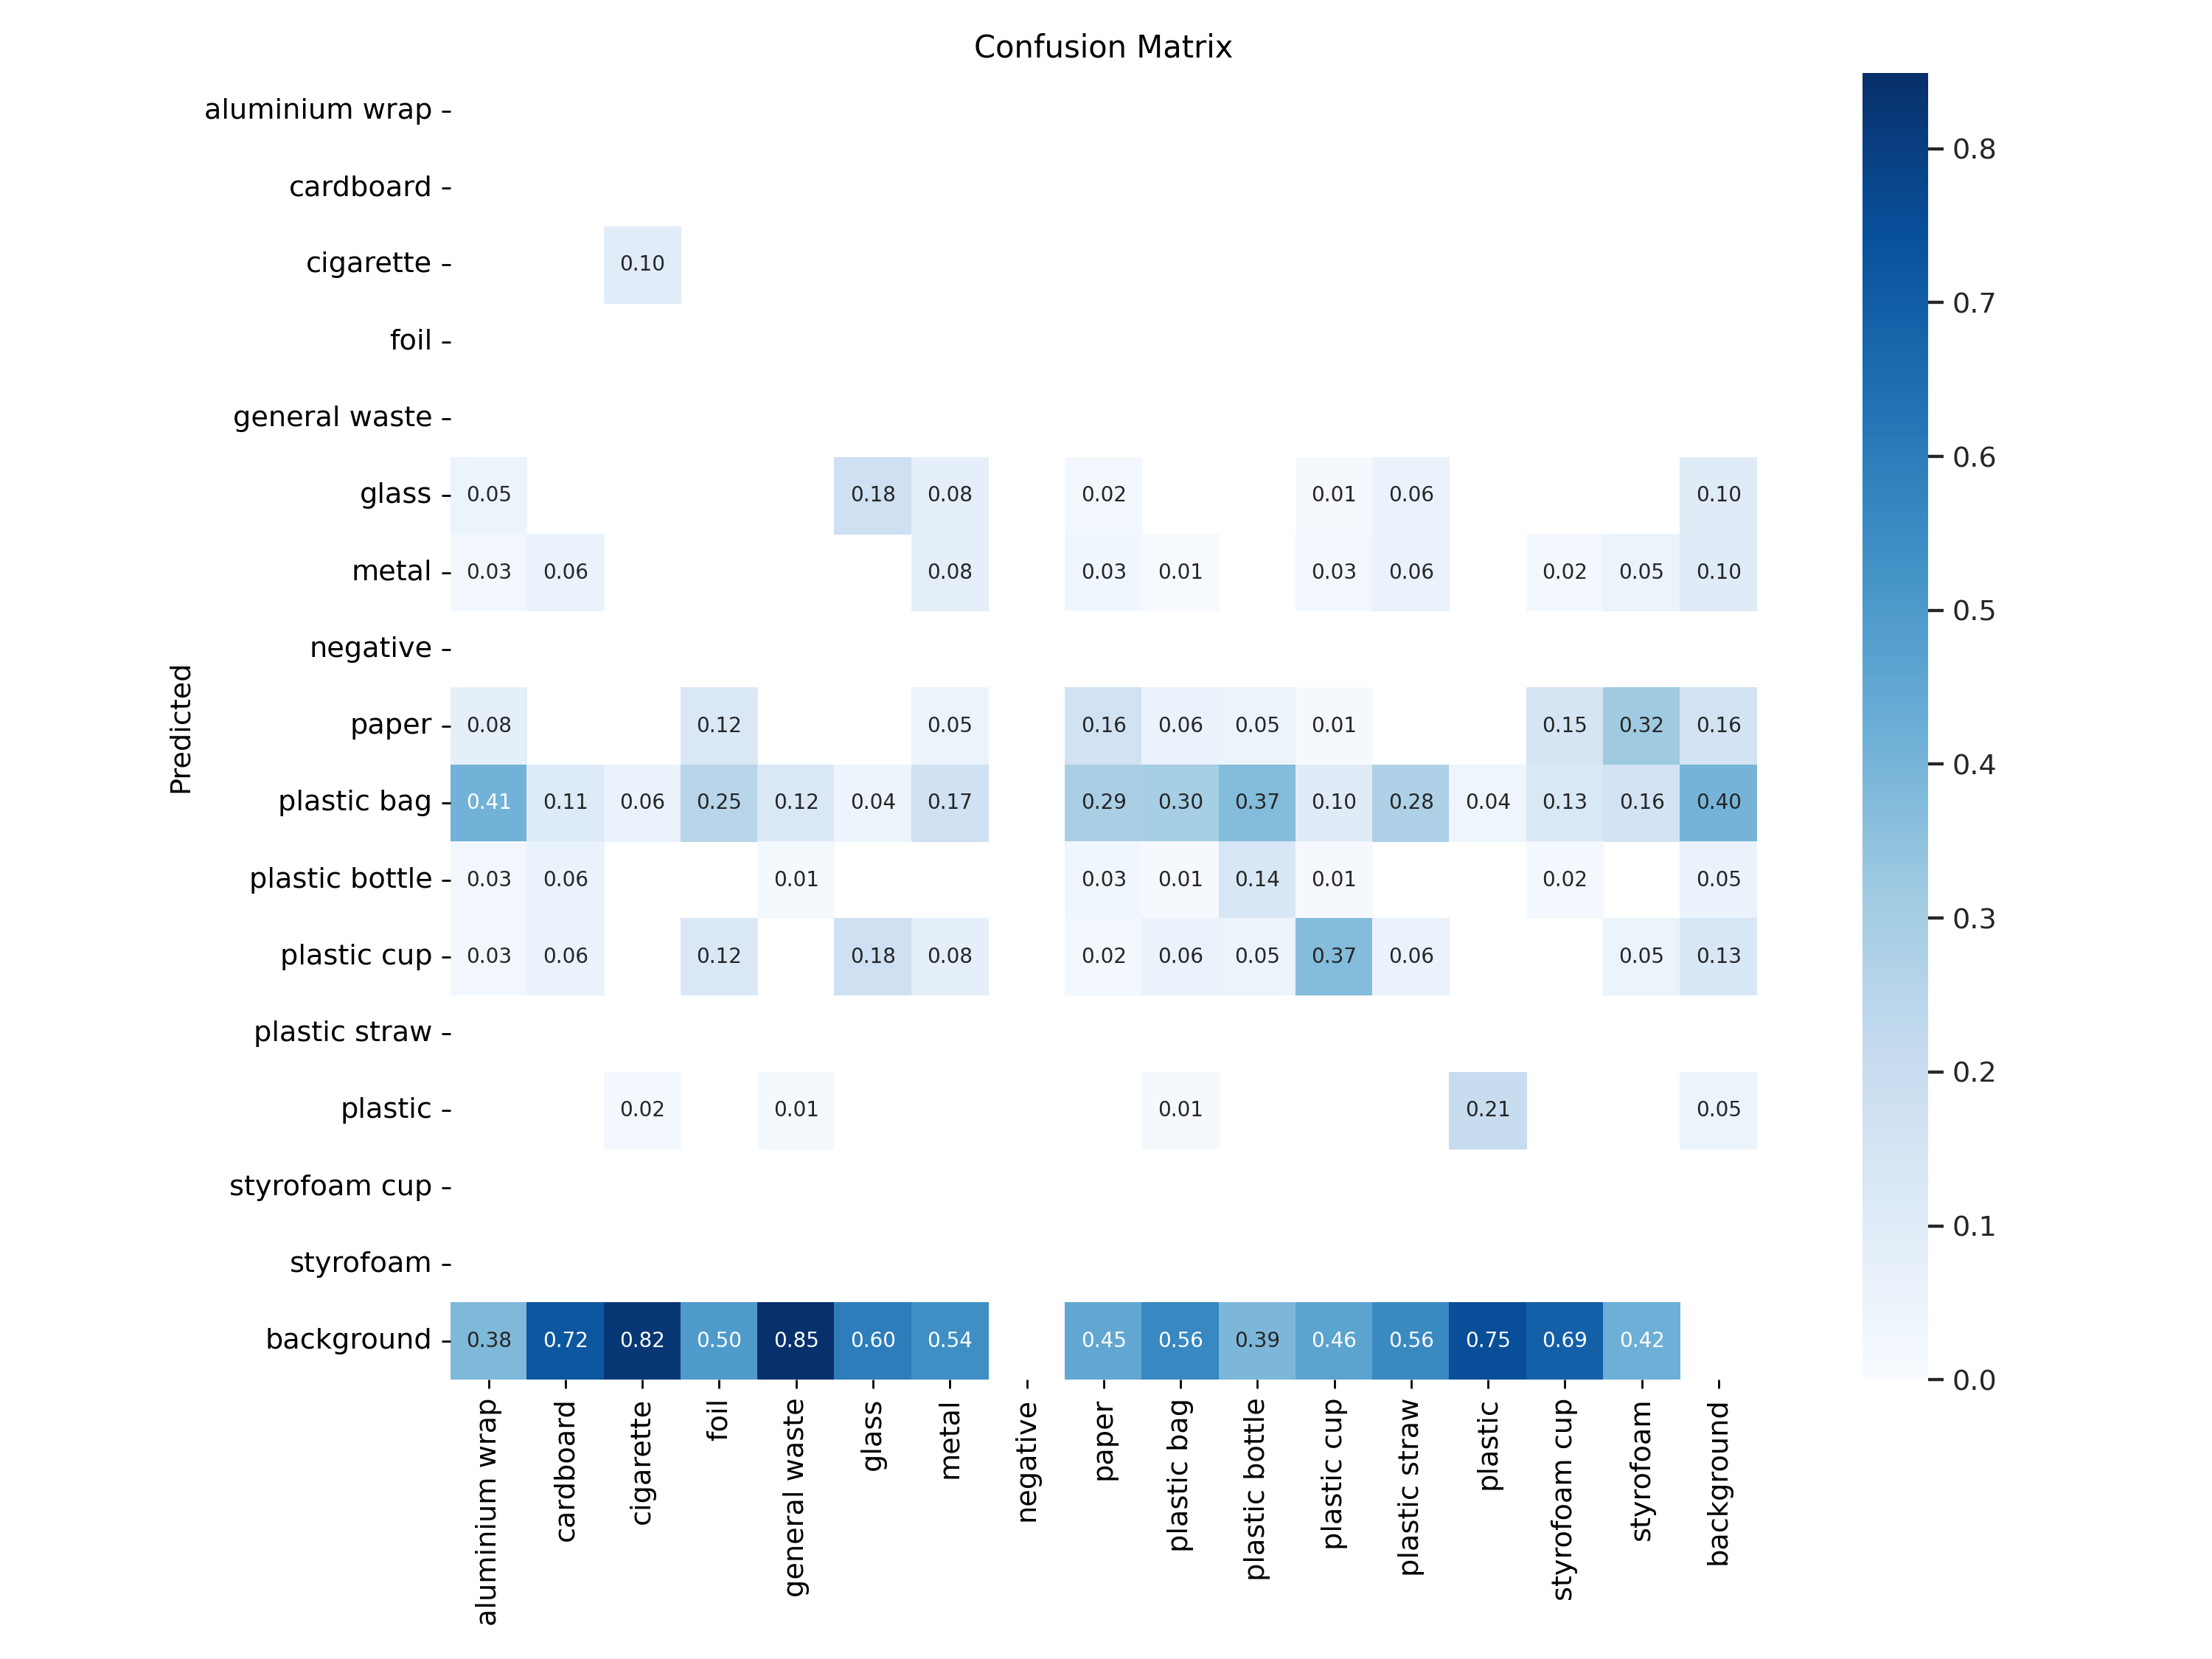 Confusion Matrix
Predicted
aluminium wrap
cardboard
cigarette 0.10
foil
general waste
glass 0.05 0.18 0.08 0.02 0.01 0.06 0.10
metal 0.03 0.06 0.08 0.03 0.01 0.03 0.06 0.02 0.05 0.10
negative
paper 0.08 0.12 0.05 0.16 0.06 0.05 0.01 0.15 0.32 0.16
plastic bag 0.41 0.11 0.06 0.25 0.12 0.04 0.17 0.29 0.30 0.37 0.10 0.28 0.04 0.13 0.16 0.40
plastic bottle 0.03 0.06 0.01 0.03 0.01 0.14 0.01 0.02 0.05
plastic cup 0.03 0.06 0.12 0.18 0.08 0.02 0.06 0.05 0.37 0.06 0.05 0.13
plastic straw
plastic 0.02 0.01 0.01 0.21 0.05
styrofoam cup
styrofoam
background 0.38 0.72 0.82 0.50 0.85 0.60 0.54 0.45 0.56 0.39 0.46 0.56 0.75 0.69 0.42
aluminium wrap
cardboard
cigarette
foil
general waste
glass
metal
negative
paper
plastic bag
plastic bottle
plastic cup
plastic straw
plastic
styrofoam cup
styrofoam
background
0.8
0.7
0.6
0.5
0.4
0.3
0.2
0.1
0.0